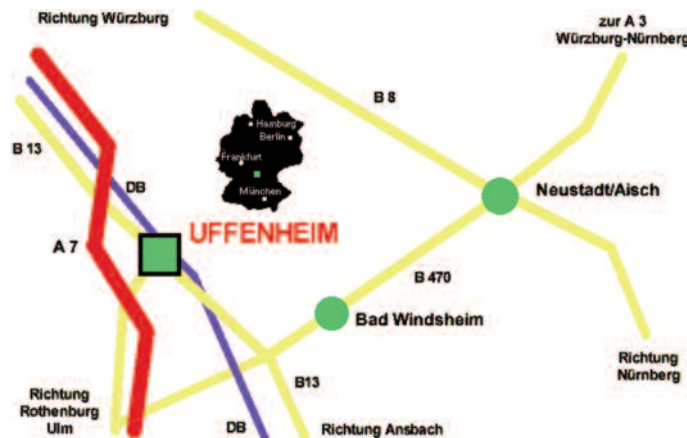 Richtung Würzburg
zur A 3
Würzburg-Nürnberg
B 8
Hamburg
Berlin
B 13
Frankfurt
DB
München
Neustadt/Aisch
UFFENHEIM
A 7
B 470
Bad Windsheim
Richtung
Nürnberg
B13
Richtung
Rothenburg
Ulm
DB
Richtung Ansbach